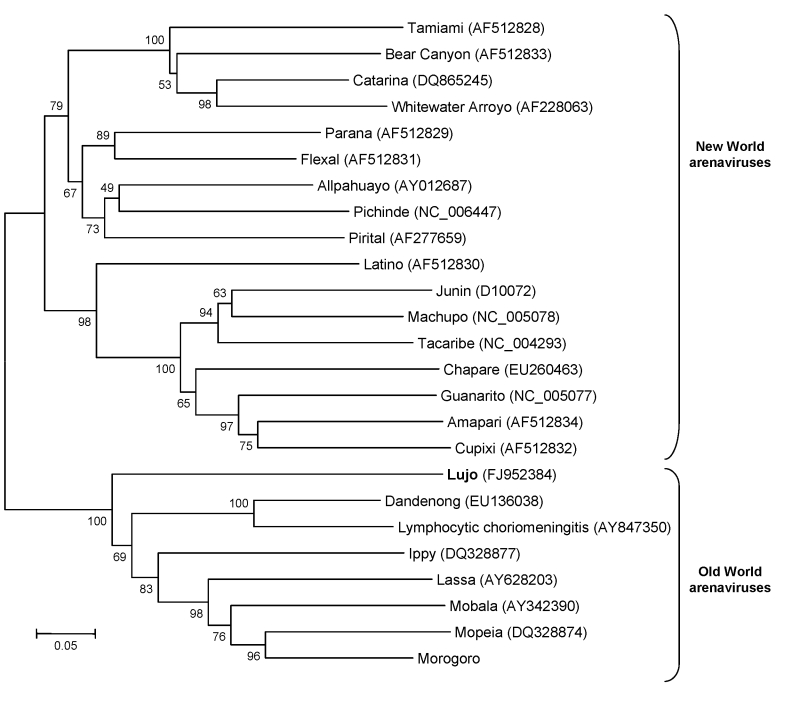 Tamiami (AF512828)
100
Bear Canyon (AF512833)
53
Catarina (DQ865245)
98
Whitewater Arroyo (AF228063)
79
Parana (AF512829)
89
Flexal (AF512831)
67
Allpahuayo (AY012687)
49
Pichinde (NC_006447)
73
Pirital (AF277659)
New World
arenaviruses
Latino (AF512830)
98
Junin (D10072)
63
Machupo (NC_005078)
94
Tacaribe (NC_004293)
100
Chapare (EU260463)
65
Guanarito (NC_005077)
97
Amapari (AF512834)
75
Cupixi (AF512832)
Lujo (FJ952384)
100
Dandenong (EU136038)
100
Lymphocytic choriomeningitis (AY847350)
69
Ippy (DQ328877)
83
Lassa (AY628203)
98
Mobala (AY342390)
76
Mopeia (DQ328874)
96
Morogoro
Old World
arenaviruses
0.05